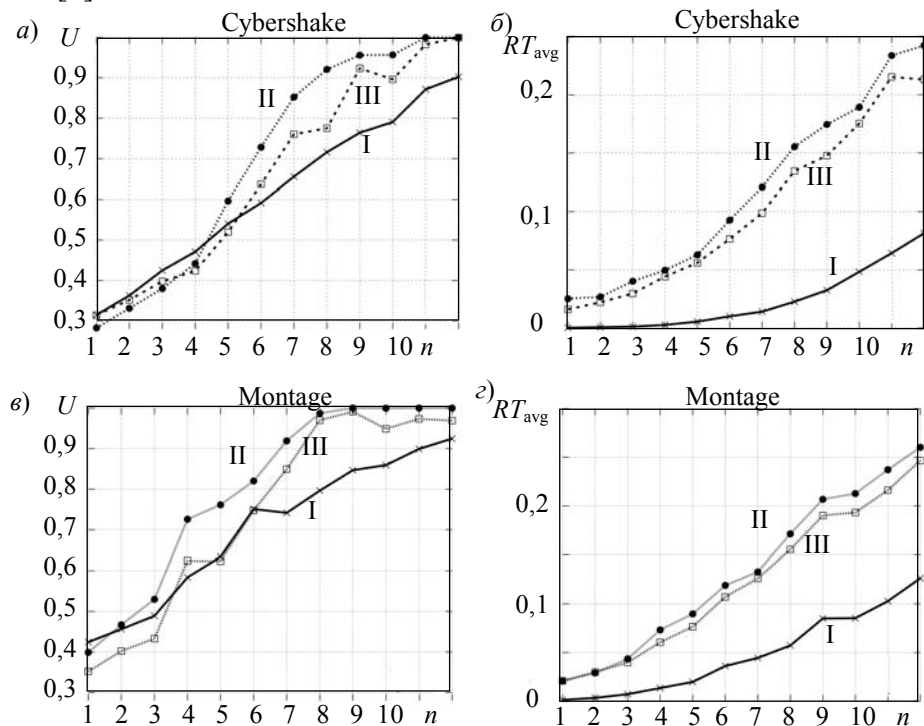 Cybershake
а) U
0,9
0,8
0,7
0,6
0,5
0,4
0,3
II
III
I
1 2 3 4 5 6 7 8 9 10 n
Cybershake
б) RTavg
0,2
0,1
0
II
III
I
1 2 3 4 5 6 7 8 9 10 n
Montage
в) U
0,9
0,8
0,7
0,6
0,5
0,4
0,3
II
III
I
1 2 3 4 5 6 7 8 9 10 11 n
Montage
г) RTavg
0,2
0,1
0
II
III
I
1 2 3 4 5 6 7 8 9 10 11 n